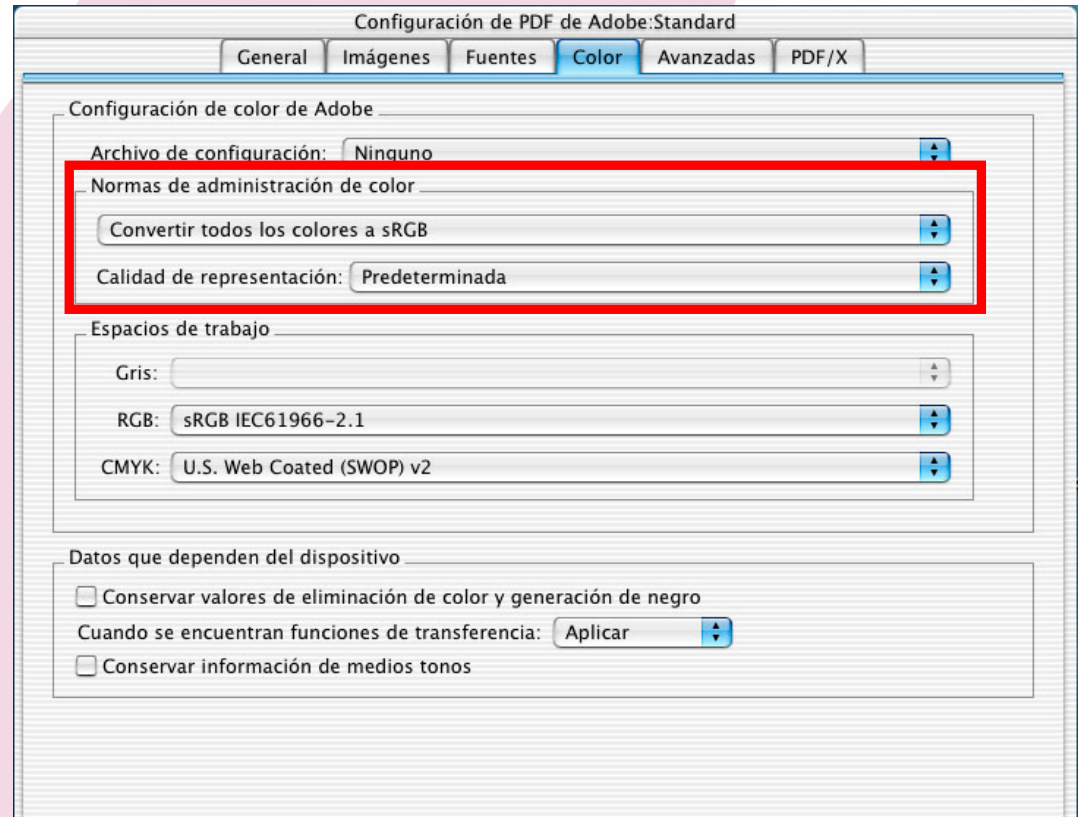 Configuración de PDF de Adobe:Standard
General Imágenes Fuentes Color Avanzadas PDF/X
Configuración de color de Adobe
Archivo de configuración: Ninguno
Normas de administración de color
Convertir todos los colores a sRGB
Calidad de representación: Predeterminada
Espacios de trabajo
Gris:
RGB: sRGB IEC61966-2.1
CMYK: U.S. Web Coated (SWOP) v2
Datos que dependen del dispositivo
Conservar valores de eliminación de color y generación de negro
Cuando se encuentran funciones de transferencia: Aplicar
Conservar información de medios tonos